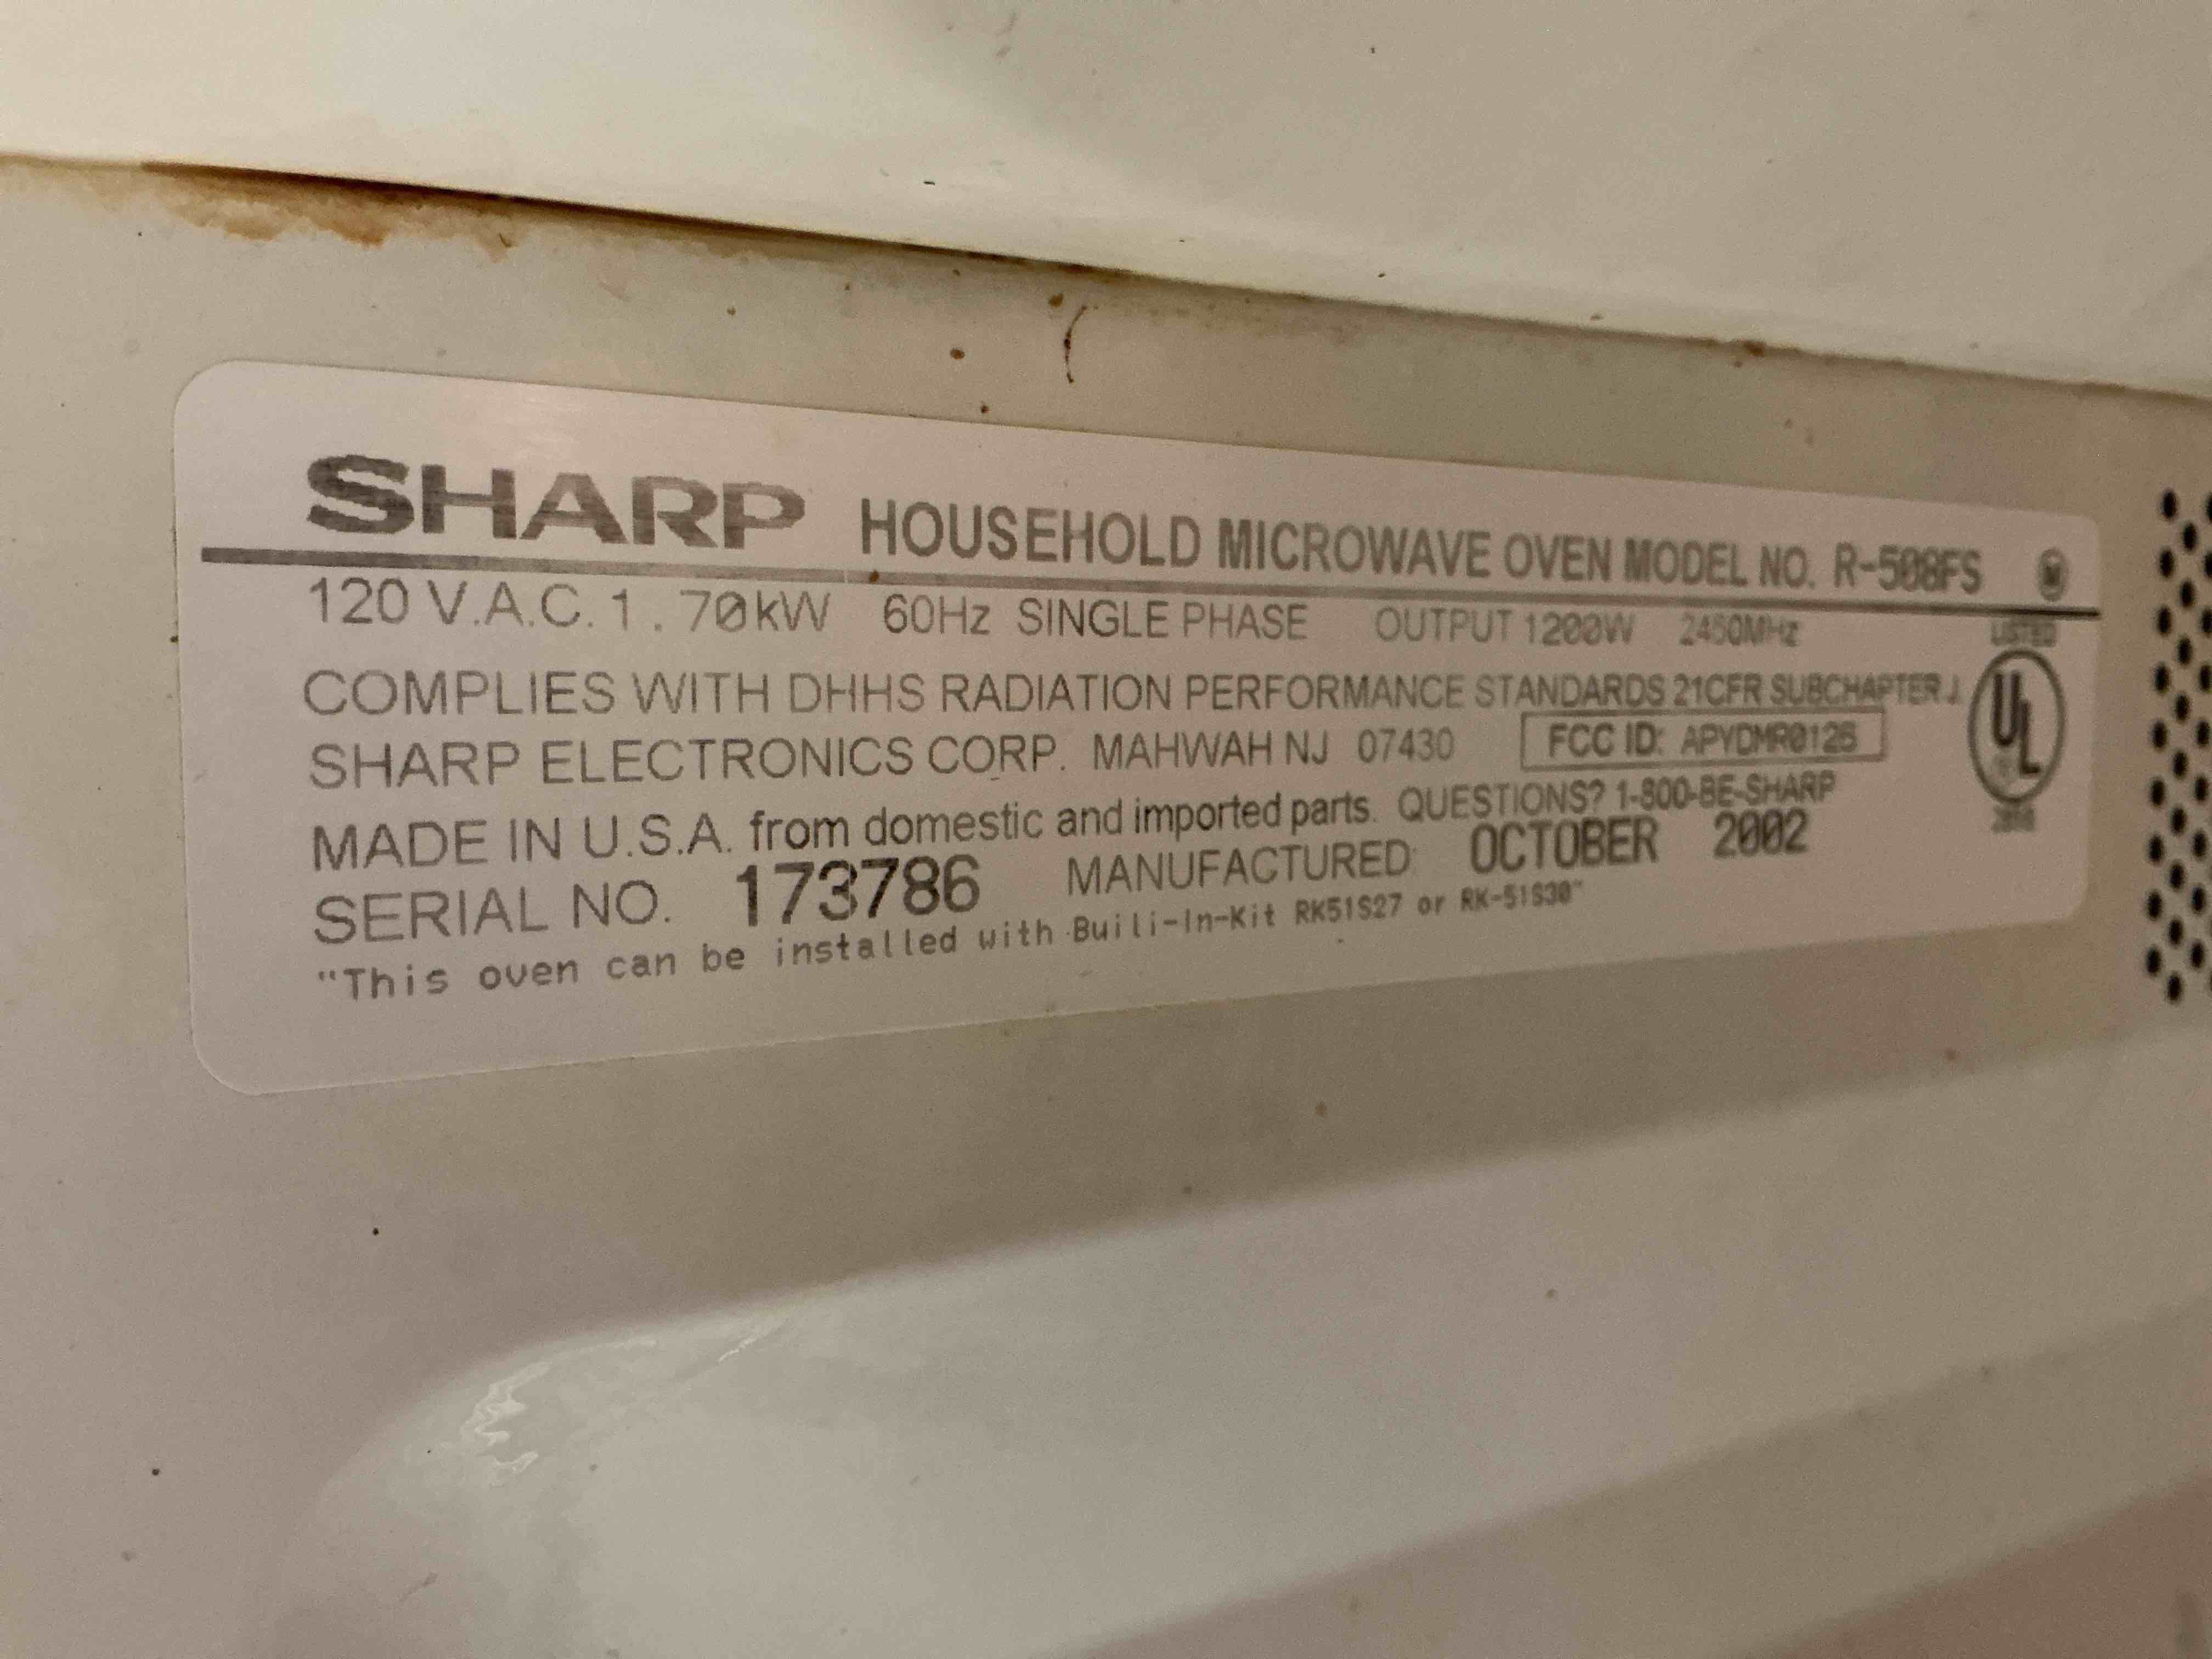 SHARP HOUSEHOLD MICROWAVE OVEN MODEL NO. R-508FS M
120 V.A.C. 1.70kW 60Hz SINGLE PHASE OUTPUT 1200W 2450MHz
LISTED
COMPLIES WITH DHHS RADIATION PERFORMANCE STANDARDS 21CFR SUBCHAPTER J.
UL
SHARP ELECTRONICS CORP. MAHWAH NJ 07430 FCC ID: APYDMR0126
MADE IN U.S.A. from domestic and imported parts. QUESTIONS? 1-800-BE-SHARP
SERIAL NO. 173786 MANUFACTURED: OCTOBER 2002
"This oven can be installed with Buili-In-Kit RK51S27 or RK-51S30"